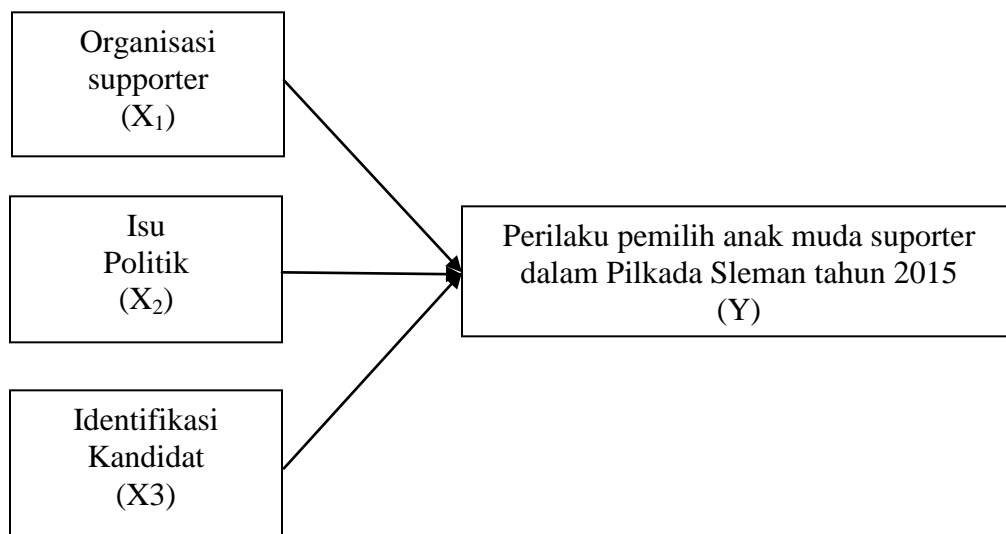 Organisasi
supporter
(X₁)
Isu
Politik
(X₂)
Identifikasi
Kandidat
(X3)
Perilaku pemilih anak muda suporter
dalam Pilkada Sleman tahun 2015
(Y)